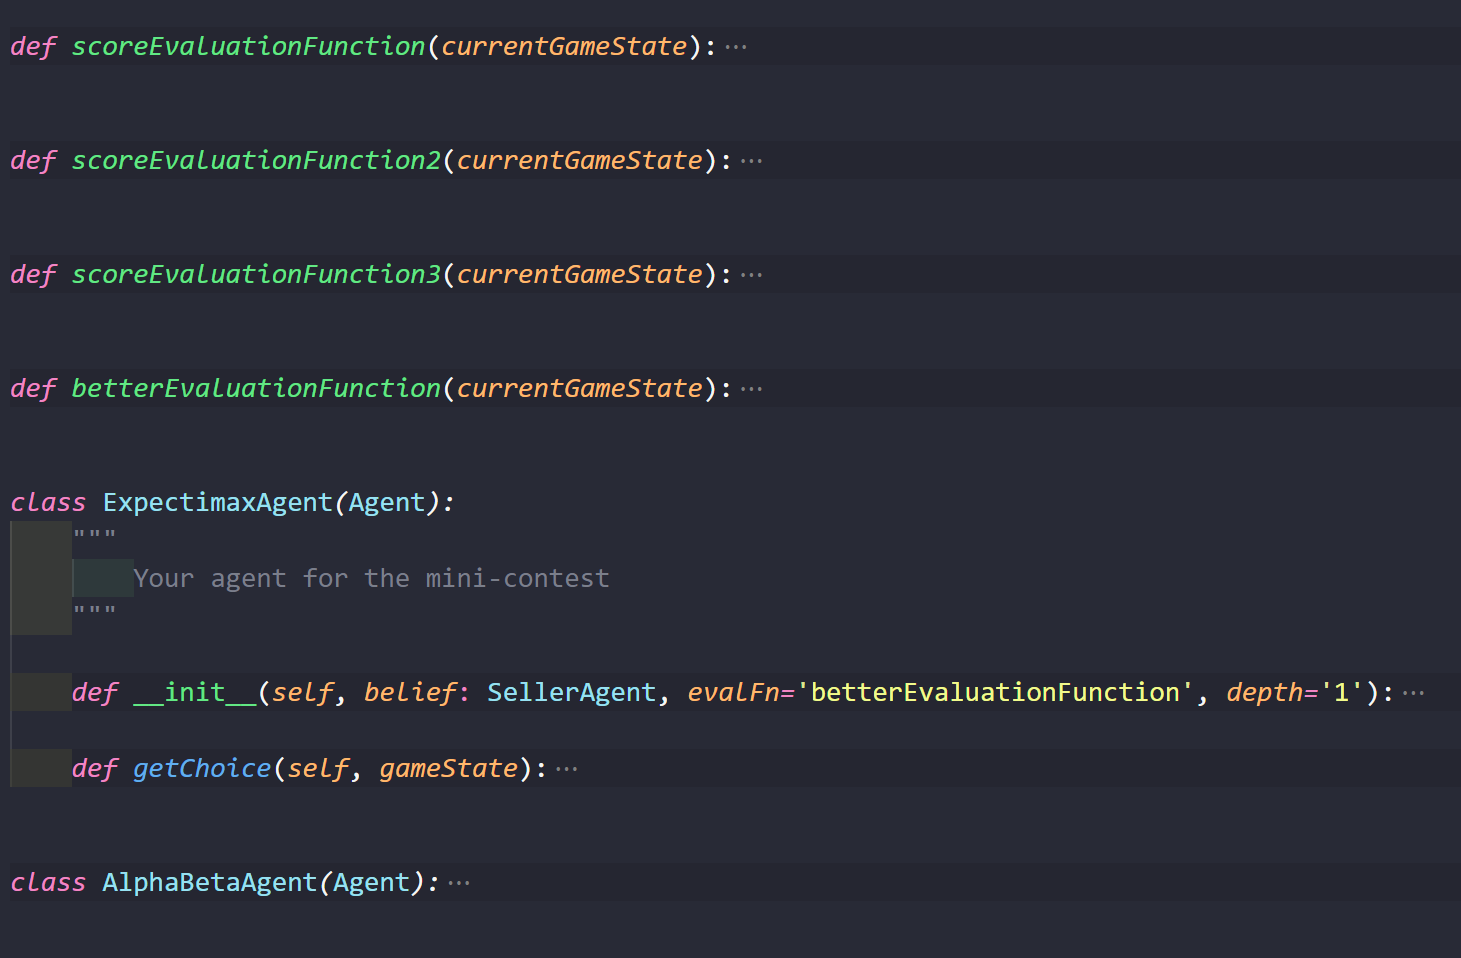 def scoreEvaluationFunction(currentGameState):···
def scoreEvaluationFunction2(currentGameState):···
def scoreEvaluationFunction3(currentGameState):···
def betterEvaluationFunction(currentGameState):···
class ExpectimaxAgent(Agent):
"""
Your agent for the mini-contest
"""
def __init__(self, belief: SellerAgent, evalFn='betterEvaluationFunction', depth='1'):···
def getChoice(self, gameState):···
class AlphaBetaAgent(Agent):···